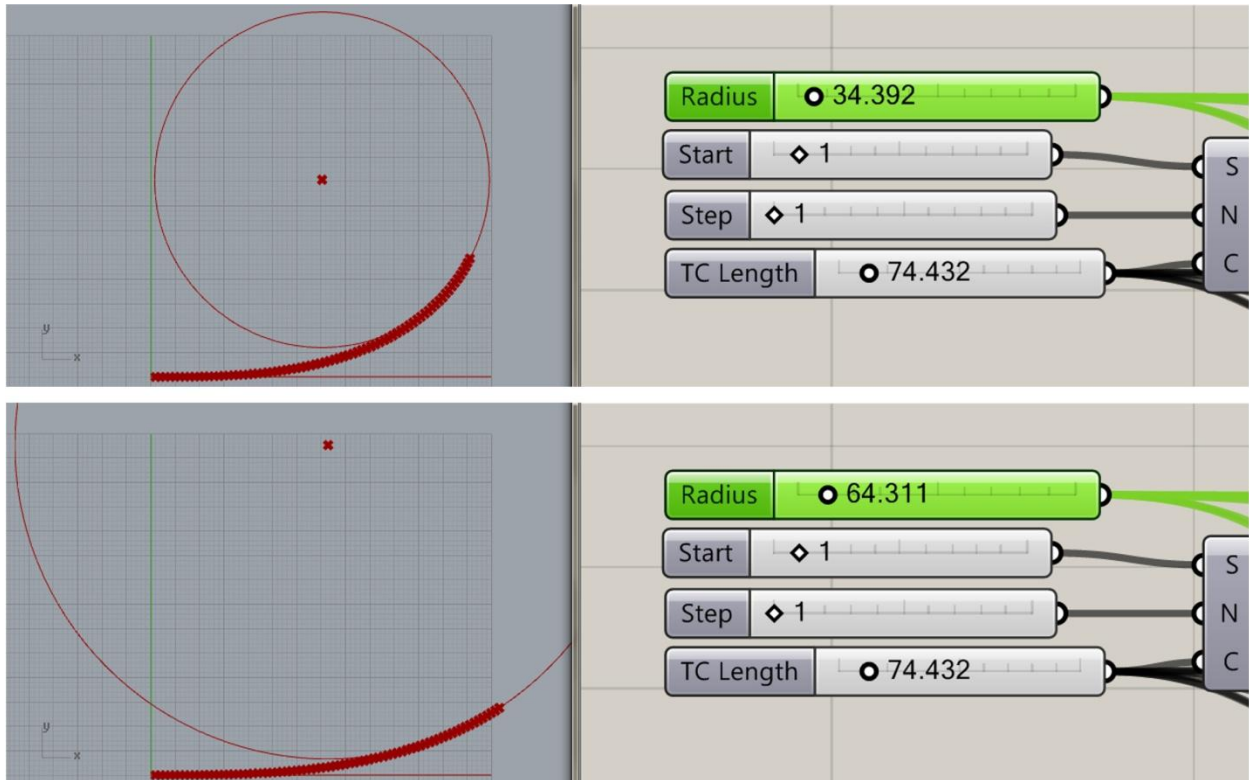 Radius 34.392
Start 1 S
Step 1 N
TC Length 74.432 C
y
x
Radius 64.311
Start 1 S
Step 1 N
TC Length 74.432 C
y
x